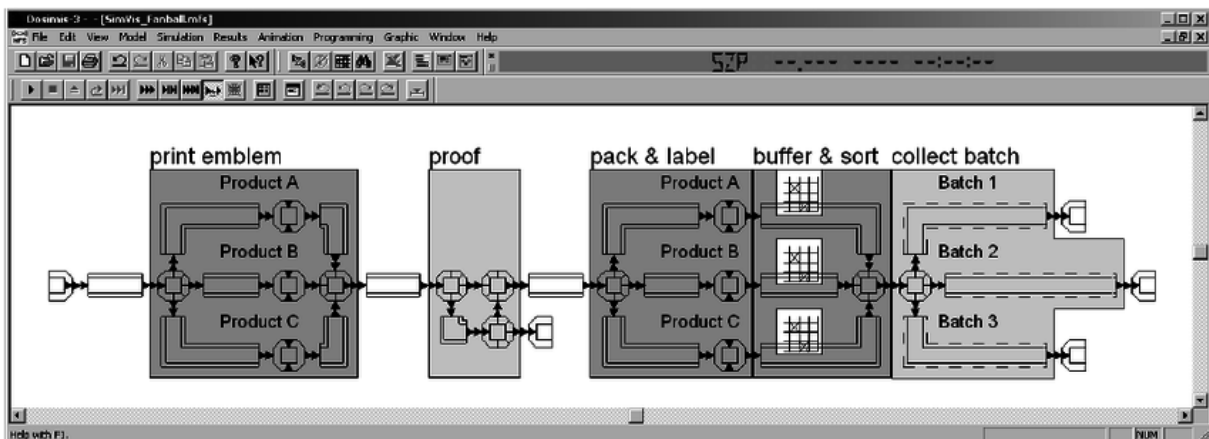 Dosimis-3 - - [SimVis_Fanball.mfs]
File Edit View Model Simulation Results Animation Programming Graphic Window Help
SZP --.--- ---- --:--:--
print emblem proof pack & label buffer & sort collect batch
Product A Product A Batch 1
Product B Product B Batch 2
Product C Product C Batch 3
Help with F1. NUM